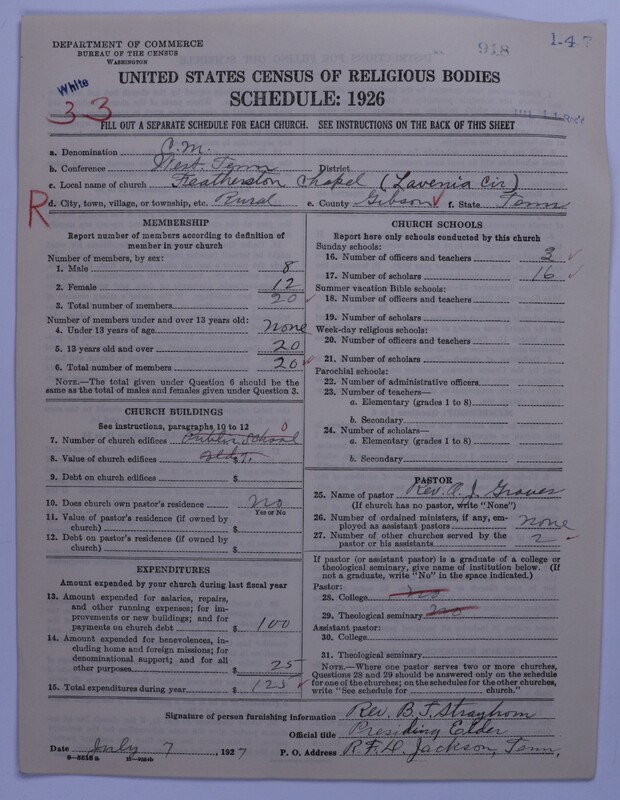 DEPARTMENT OF COMMERCE
BUREAU OF THE CENSUS
WASHINGTON
918
1-47
White
33
UNITED STATES CENSUS OF RELIGIOUS BODIES
SCHEDULE: 1926
FILL OUT A SEPARATE SCHEDULE FOR EACH CHURCH. SEE INSTRUCTIONS ON THE BACK OF THIS SHEET
a. Denomination C.M.
b. Conference West. Tenn District
c. Local name of church Featherston Chapel (Lavenia Cir)
R
d. City, town, village, or township, etc. Rural e. County Gibson f. State Tenn
MEMBERSHIP
Report number of members according to definition of
member in your church
Number of members, by sex:
1. Male 8
2. Female 12
3. Total number of members 20
Number of members under and over 13 years old:
4. Under 13 years of age None
5. 13 years old and over 20
6. Total number of members 20
NOTE.—The total given under Question 6 should be
the same as the total of males and females given under Question 3.
CHURCH BUILDINGS
See instructions, paragraphs 10 to 12
0
7. Number of church edifices Public School
8. Value of church edifices $
9. Debt on church edifices $
10. Does church own pastor's residence No
Yes or No
11. Value of pastor's residence (if owned by
church) $
12. Debt on pastor's residence (if owned by
church) $
EXPENDITURES
Amount expended by your church during last fiscal year
13. Amount expended for salaries, repairs,
and other running expenses; for im-
provements or new buildings; and for
payments on church debt $ 100
14. Amount expended for benevolences, in-
cluding home and foreign missions; for
denominational support; and for all
other purposes $ 25
15. Total expenditures during year $ 125
CHURCH SCHOOLS
Report here only schools conducted by this church
Sunday schools:
16. Number of officers and teachers 3
17. Number of scholars 16
Summer vacation Bible schools:
18. Number of officers and teachers
19. Number of scholars
Week-day religious schools:
20. Number of officers and teachers
21. Number of scholars
Parochial schools:
22. Number of administrative officers
23. Number of teachers—
a. Elementary (grades 1 to 8)
b. Secondary
24. Number of scholars—
a. Elementary (grades 1 to 8)
b. Secondary
PASTOR
25. Name of pastor Rev. A. J. Graves
(If church has no pastor, write "None")
26. Number of ordained ministers, if any, em-
ployed as assistant pastors none
27. Number of other churches served by the
pastor or his assistants 2
If pastor (or assistant pastor) is a graduate of a college or
theological seminary, give name of institution below. (If
not a graduate, write "No" in the space indicated.)
Pastor:
28. College no
29. Theological seminary no
Assistant pastor:
30. College
31. Theological seminary
NOTE.—Where one pastor serves two or more churches,
Questions 28 and 29 should be answered only on the schedule
for one of the churches; on the schedules for the other churches,
write "See schedule for church."
Signature of person furnishing information Rev. B. F. Strayhorn
Official title Presiding Elder
Date July 7, 1927 P. O. Address R.F.D. Jackson, Tenn,